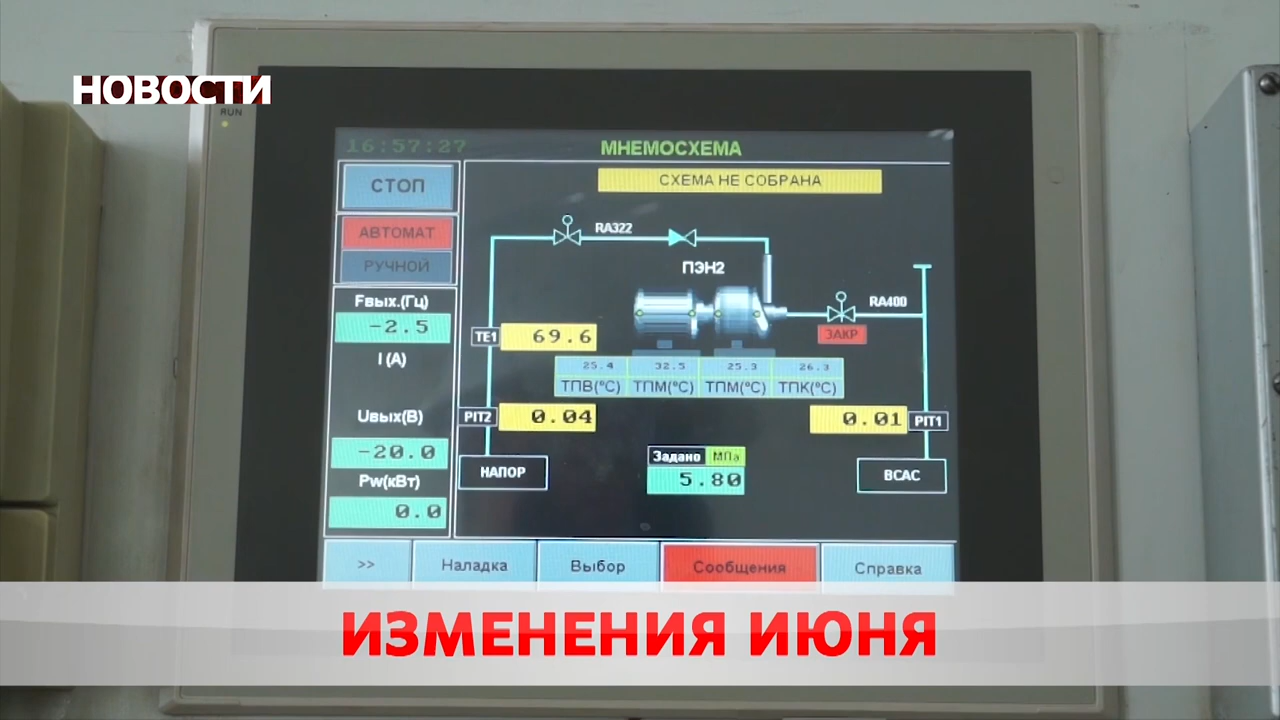 НОВОСТИ
RUN
16:57:27
МНЕМОСХЕМА
СТОП
СХЕМА НЕ СОБРАНА
АВТОМАТ
РУЧНОЙ
RA322
ПЭН2
Fвых.(Гц)
-2.5
RA400
ЗАКР
TE1 69.6
I (A)
25.4 32.5 25.3 26.3
ТПВ(°C) ТПМ(°C) ТПМ(°C) ТПК(°C)
Uвых(В)
-20.0
PIT2 0.04
0.01 PIT1
Задано МПа
5.80
НАПОР
ВСАС
Pw(кВт)
0.0
>> Наладка Выбор Сообщения Справка
ИЗМЕНЕНИЯ ИЮНЯ